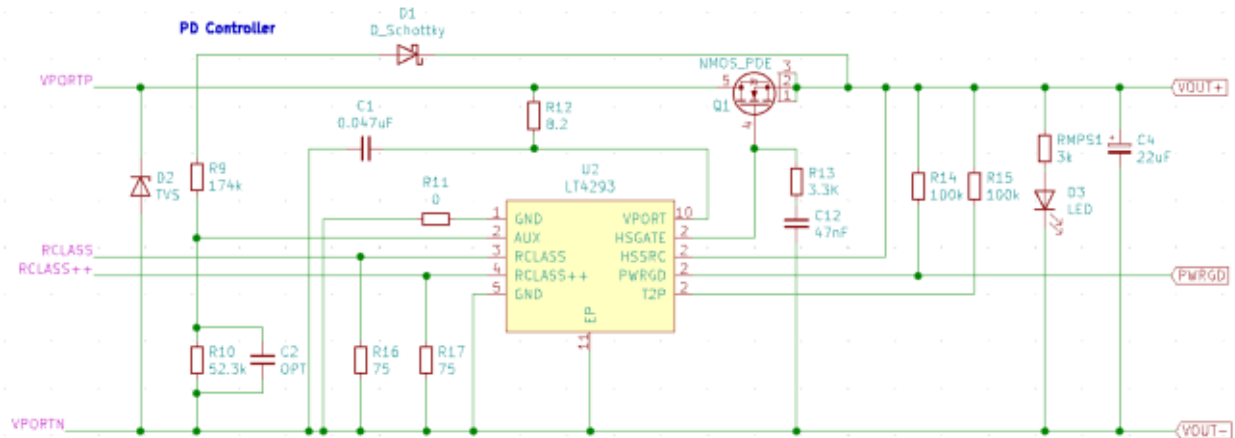 PD Controller
D1
D_Schottky
VPORTP
NMOS_PDE
5
3
2
1
Q1
4
VOUT+
C1
0.047uF
R12
8.2
D2
TVS
R9
174k
R11
0
U2
LT4293
R13
3.3K
C12
47nF
R14
100k
R15
100k
RMPS1
3k
D3
LED
C4
22uF
1 GND
VPORT 10
2 AUX
HSGATE 2
3 RCLASS
HSSRC 2
4 RCLASS++
PWRGD 2
5 GND
T2P 2
EP
11
RCLASS
RCLASS++
PWRGD
R10
52.3k
C2
OPT
R16
75
R17
75
VPORTN
VOUT-